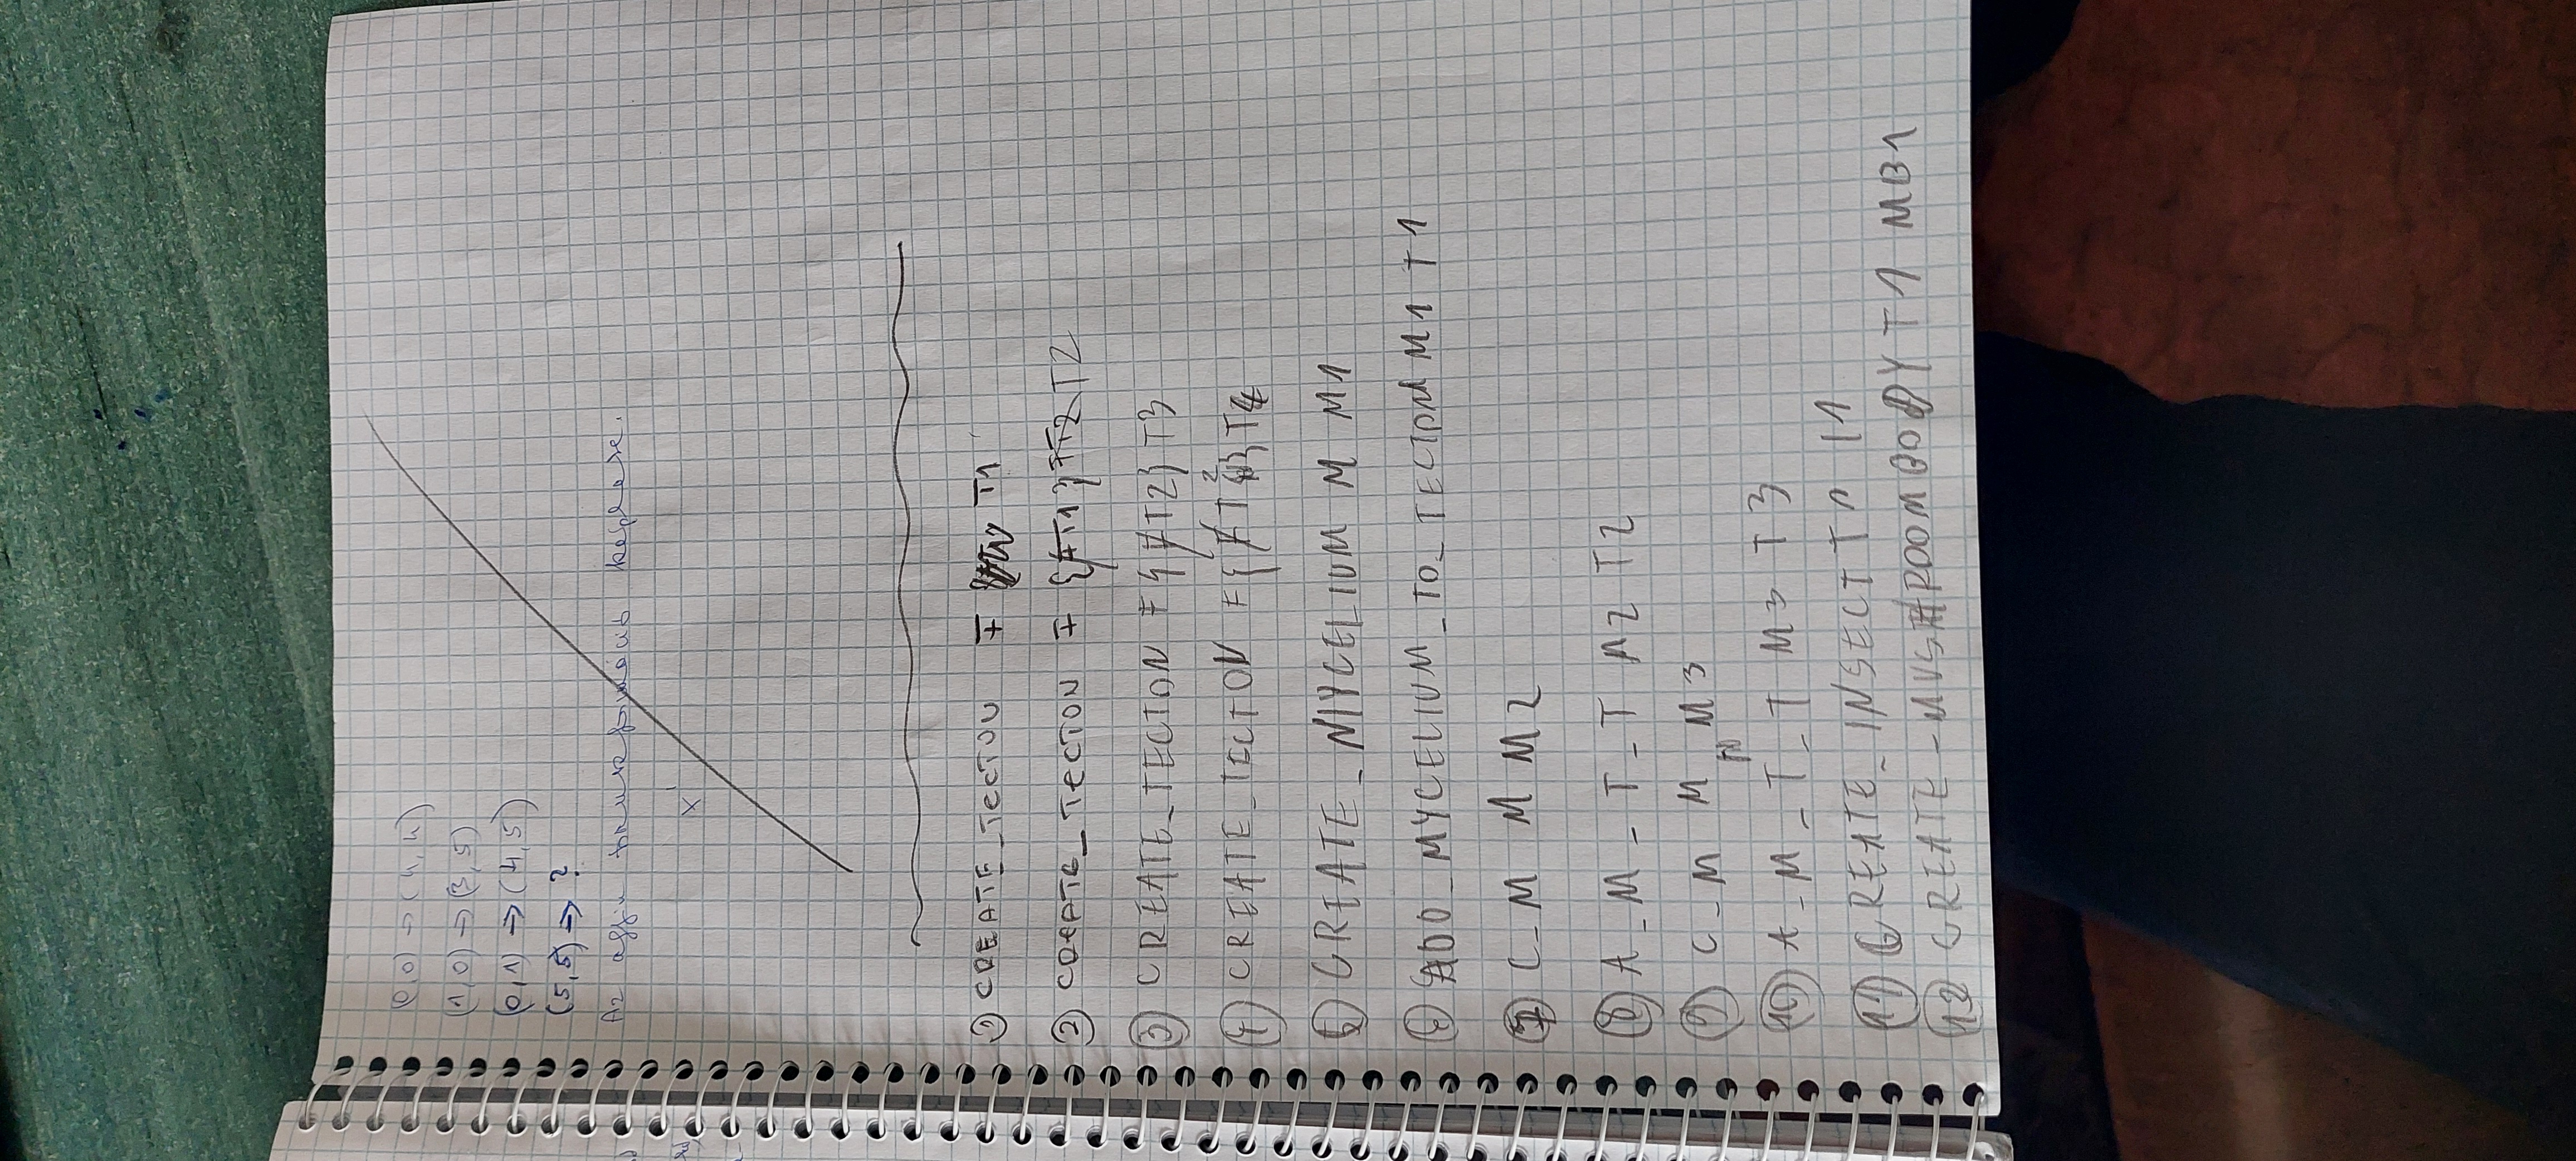 (0,0) → (4,4)
(1,0) → (3,5)
(0,1) → (4,5)
(5,5) → ?
Az affin transzformáció képlete.
x
① CREATE_TECTON F T1
② CREATE_TECTON F {T1} T2
③ CREATE_TECTON F {T2} T3
④ CREATE_TECTON F {T2} T4
⑤ CREATE_MYCELIUM M M1
⑥ ADD_MYCELIUM_TO_TECTON M1 T1
⑦ C_M M M2
⑧ A_M_T_T M2 T2
⑨ C_M M M3
⑩ A_M_T_T M3 T3
⑪ CREATE_INSECT I1
⑫ CREATE_MUSHROOMBODY T1 MB1